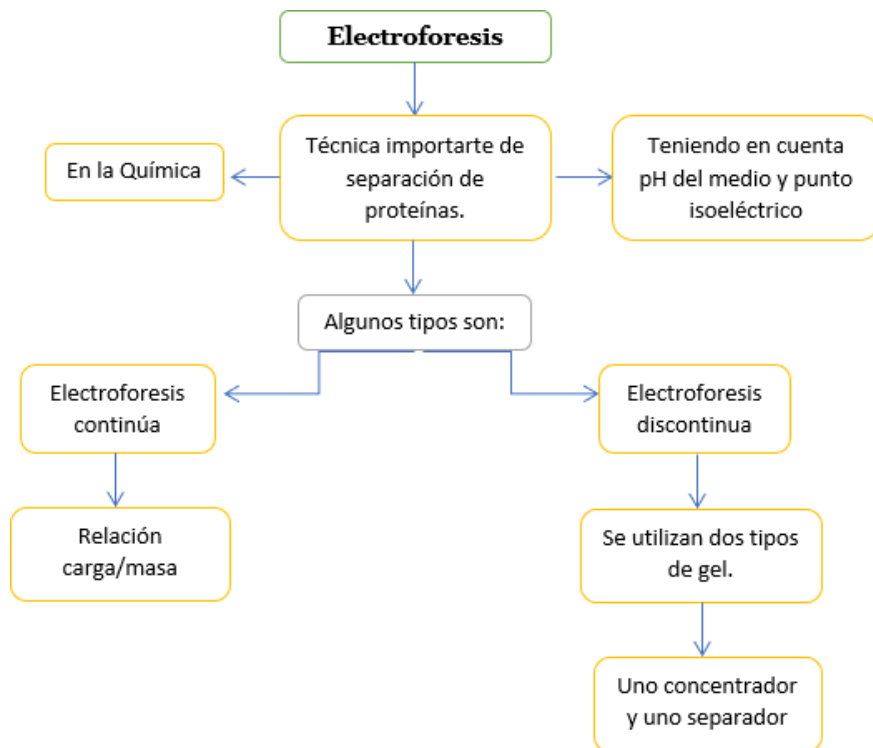 Electroforesis
En la Química
Técnica importarte de
separación de
proteínas.
Teniendo en cuenta
pH del medio y punto
isoeléctrico
Algunos tipos son:
Electroforesis
continúa
Electroforesis
discontinua
Relación
carga/masa
Se utilizan dos tipos
de gel.
Uno concentrador
y uno separador